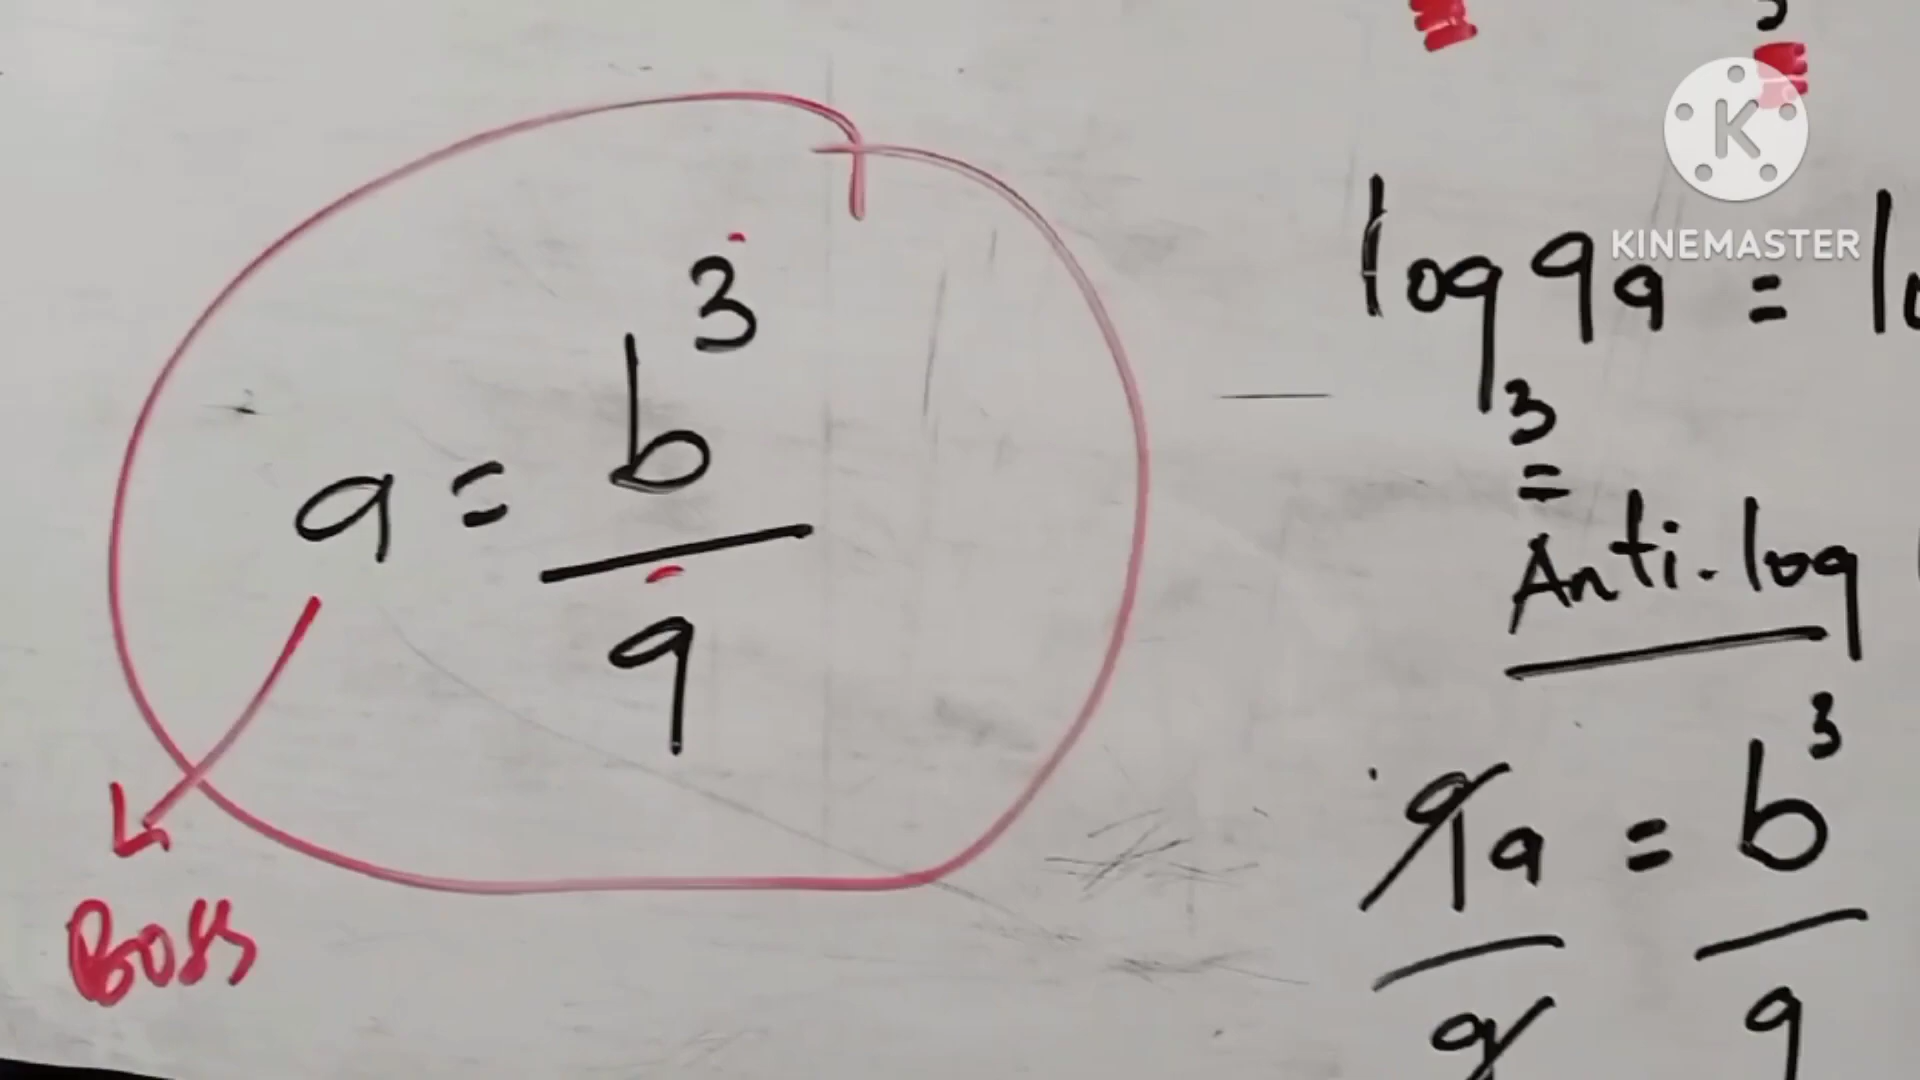 a = b³/9
Boss
K
KINEMASTER
log₃ 9a = lo
=
Anti-log
9a/9 = b³/9